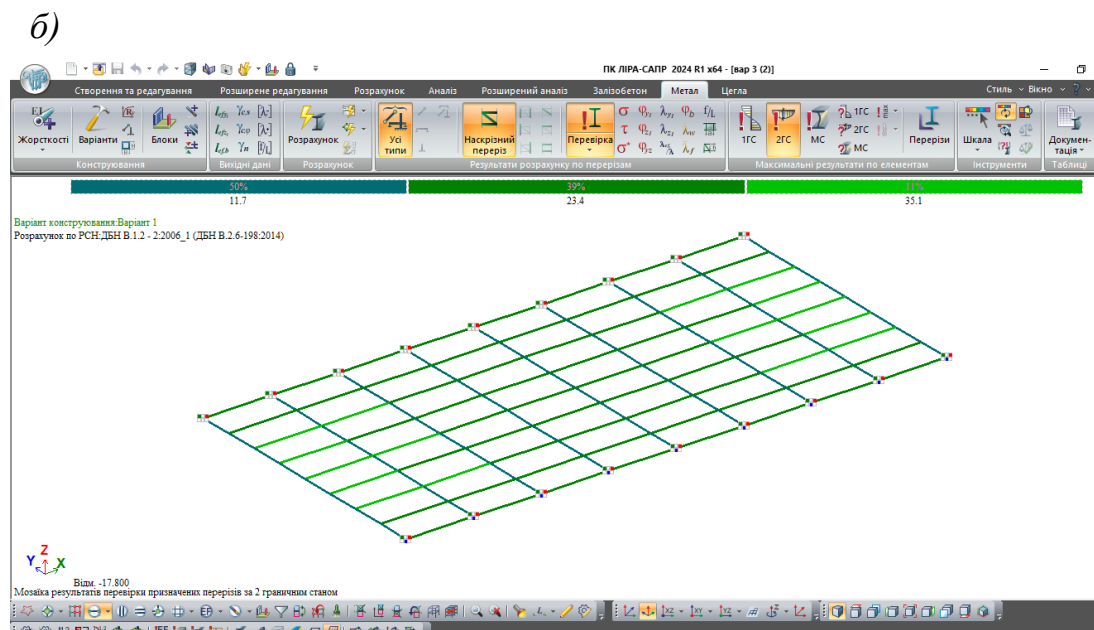 б)
ПК ЛІРА-САПР 2024 R1 x64 - [вар 3 (2)]
Створення та редагування Розширене редагування Розрахунок Аналіз Розширений аналіз Залізобетон Метал Цегла Стиль Вікно ?
Жорсткості Варіанти Блоки Розрахунок Усі типи Наскрізний переріз Перевірка 1ГС 2ГС МС 1ГС 2ГС МС Перерізи Шкала Докумен-тація
Конструювання Вихідні дані Розрахунок Результати розрахунку по перерізам Максимальні результати по елементам Інструменти Таблиці
50% 39% 11%
11.7 23.4 35.1
Варіант конструювання:Варіант 1
Розрахунок по РСН:ДБН В.1.2 - 2:2006_1 (ДБН В.2.6-198:2014)
Z
Y X
Відм. -17.800
Мозаїка результатів перевірки призначених перерізів за 2 граничним станом